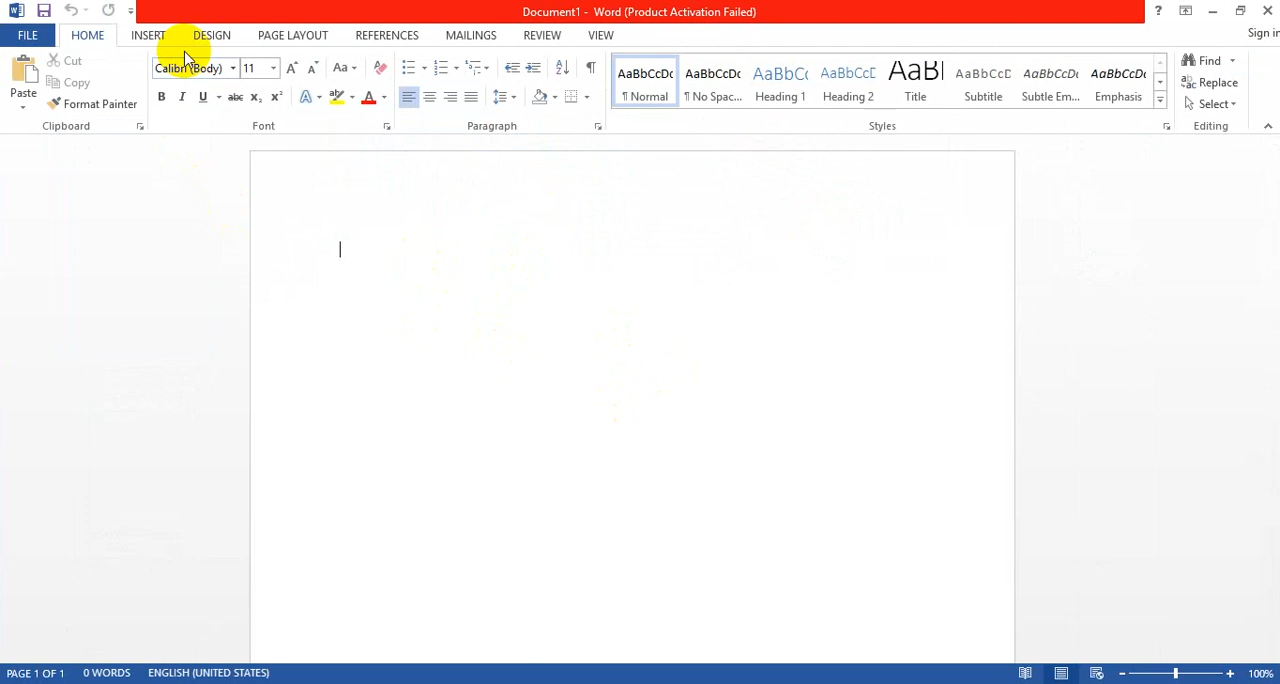 Document1 - Word (Product Activation Failed)
Sign in
FILE HOME INSERT DESIGN PAGE LAYOUT REFERENCES MAILINGS REVIEW VIEW
Cut
Copy
Format Painter
Paste
Clipboard
Calibri (Body) 11
Font
Paragraph
AaBbCcDc AaBbCcDc AaBbCc AaBbCcD AaBl AaBbCcD AaBbCcDc AaBbCcDc
¶ Normal ¶ No Spac... Heading 1 Heading 2 Title Subtitle Subtle Em... Emphasis
Styles
Find
Replace
Select
Editing
PAGE 1 OF 1 0 WORDS ENGLISH (UNITED STATES) 100%